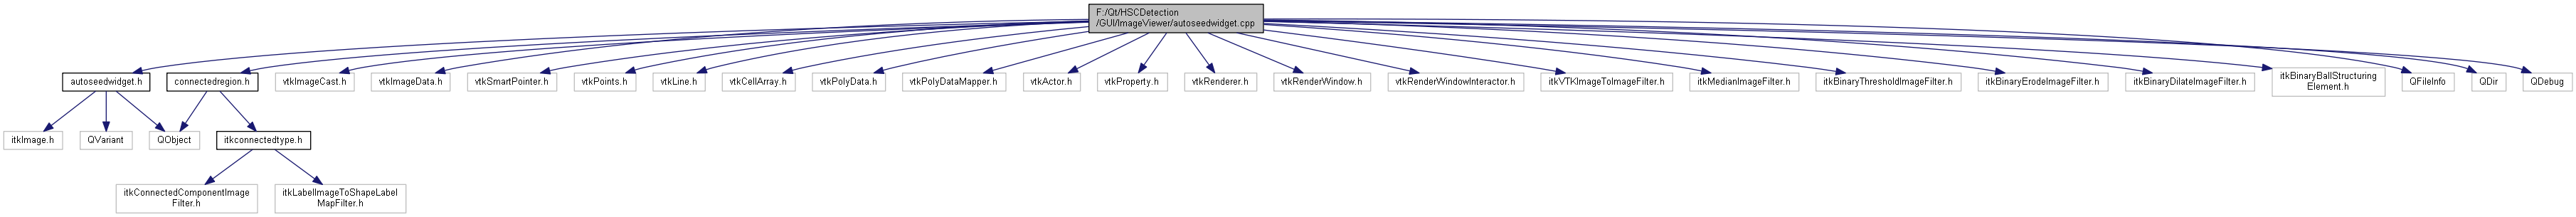 F:/Qt/HSCDetection
/GUI/ImageViewer/autoseedwidget.cpp
autoseedwidget.h
connectedregion.h
vtkImageCast.h
vtkImageData.h
vtkSmartPointer.h
vtkPoints.h
vtkLine.h
vtkCellArray.h
vtkPolyData.h
vtkPolyDataMapper.h
vtkActor.h
vtkProperty.h
vtkRenderer.h
vtkRenderWindow.h
vtkRenderWindowInteractor.h
itkVTKImageToImageFilter.h
itkMedianImageFilter.h
itkBinaryThresholdImageFilter.h
itkBinaryErodeImageFilter.h
itkBinaryDilateImageFilter.h
itkBinaryBallStructuring
Element.h
QFileInfo
QDir
QDebug
itkImage.h
QVariant
QObject
itkconnectedtype.h
itkConnectedComponentImage
Filter.h
itkLabelImageToShapeLabel
MapFilter.h